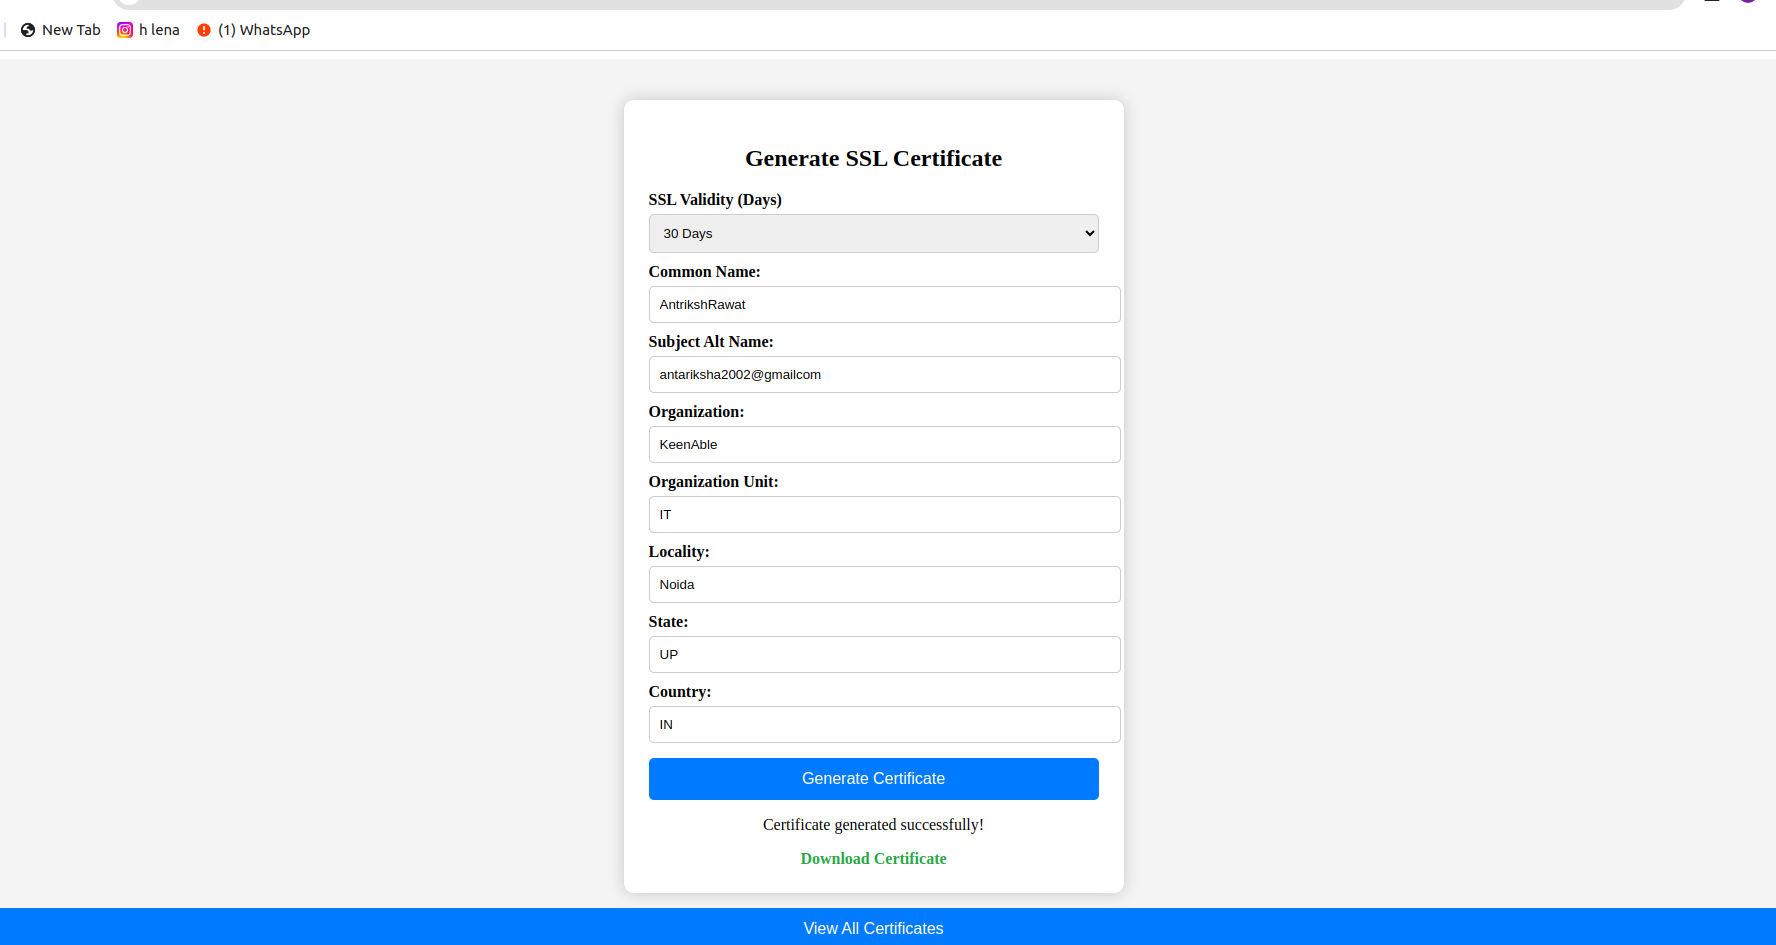 New Tab h lena (1) WhatsApp
Generate SSL Certificate
SSL Validity (Days)
30 Days
Common Name:
AntrikshRawat
Subject Alt Name:
antariksha2002@gmailcom
Organization:
KeenAble
Organization Unit:
IT
Locality:
Noida
State:
UP
Country:
IN
Generate Certificate
Certificate generated successfully!
Download Certificate
View All Certificates